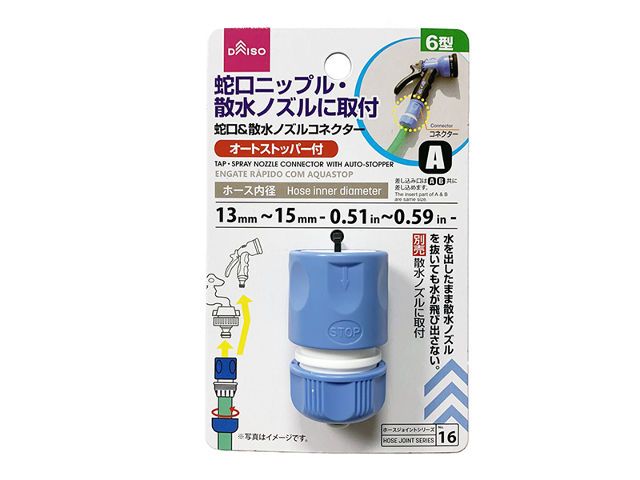 DAISO
6型
蛇口ニップル・
散水ノズルに取付
蛇口&散水ノズルコネクター
オートストッパー付
TAP・SPRAY NOZZLE CONNECTOR WITH AUTO-STOPPER
ENGATE RÁPIDO COM AQUASTOP
ホース内径 Hose inner diameter
13mm～15mm - 0.51in～0.59in -
Connector
コネクター
A
差し込み口はA B共に
差し込めます。
The insert part of A & B
are same size.
水を出したまま散水ノズル
を抜いても水が飛び出さない。
別売 散水ノズルに取付
STOP
※写真はイメージです。
ホースジョイントシリーズ
HOSE JOINT SERIES
No. 16